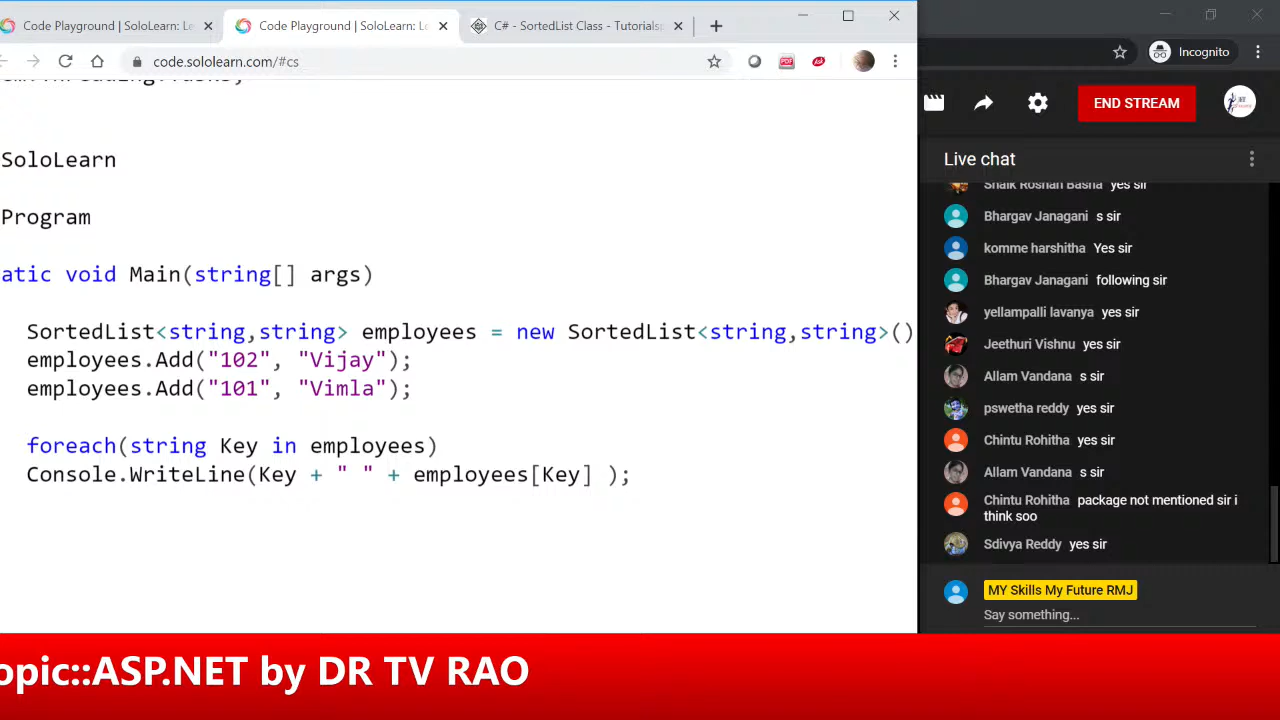 Code Playground | SoloLearn: Le
Code Playground | SoloLearn: Le
C# - SortedList Class - Tutorialsp
code.sololearn.com/#cs
SoloLearn
Program
atic void Main(string[] args)
SortedList<string,string> employees = new SortedList<string,string>()
employees.Add("102", "Vijay");
employees.Add("101", "Vimla");
foreach(string Key in employees)
Console.WriteLine(Key + " " + employees[Key] );
Incognito
END STREAM
Live chat
Shaik Roshan Basha yes sir
Bhargav Janagani s sir
komme harshitha Yes sir
Bhargav Janagani following sir
yellampalli lavanya yes sir
Jeethuri Vishnu yes sir
Allam Vandana s sir
pswetha reddy yes sir
Chintu Rohitha yes sir
Allam Vandana s sir
Chintu Rohitha package not mentioned sir i
think soo
Sdivya Reddy yes sir
MY Skills My Future RMJ
Say something...
opic::ASP.NET by DR TV RAO